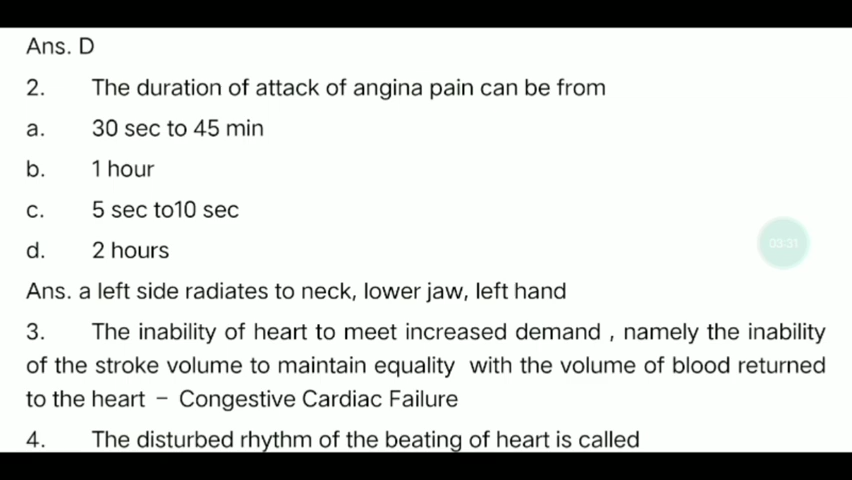 Ans. D
2. The duration of attack of angina pain can be from
a. 30 sec to 45 min
b. 1 hour
c. 5 sec to10 sec
d. 2 hours
Ans. a left side radiates to neck, lower jaw, left hand
3. The inability of heart to meet increased demand , namely the inability
of the stroke volume to maintain equality with the volume of blood returned
to the heart – Congestive Cardiac Failure
4. The disturbed rhythm of the beating of heart is called
03:31